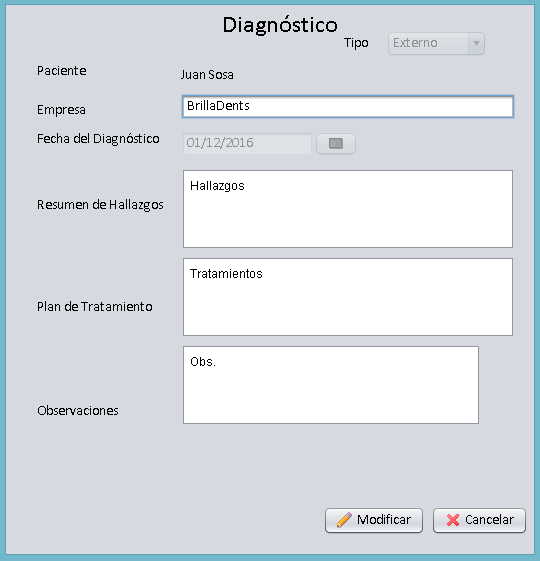 Diagnóstico
Tipo Externo
Paciente Juan Sosa
Empresa BrillaDents
Fecha del Diagnóstico 01/12/2016
Resumen de Hallazgos Hallazgos
Plan de Tratamiento Tratamientos
Observaciones Obs.
Modificar Cancelar